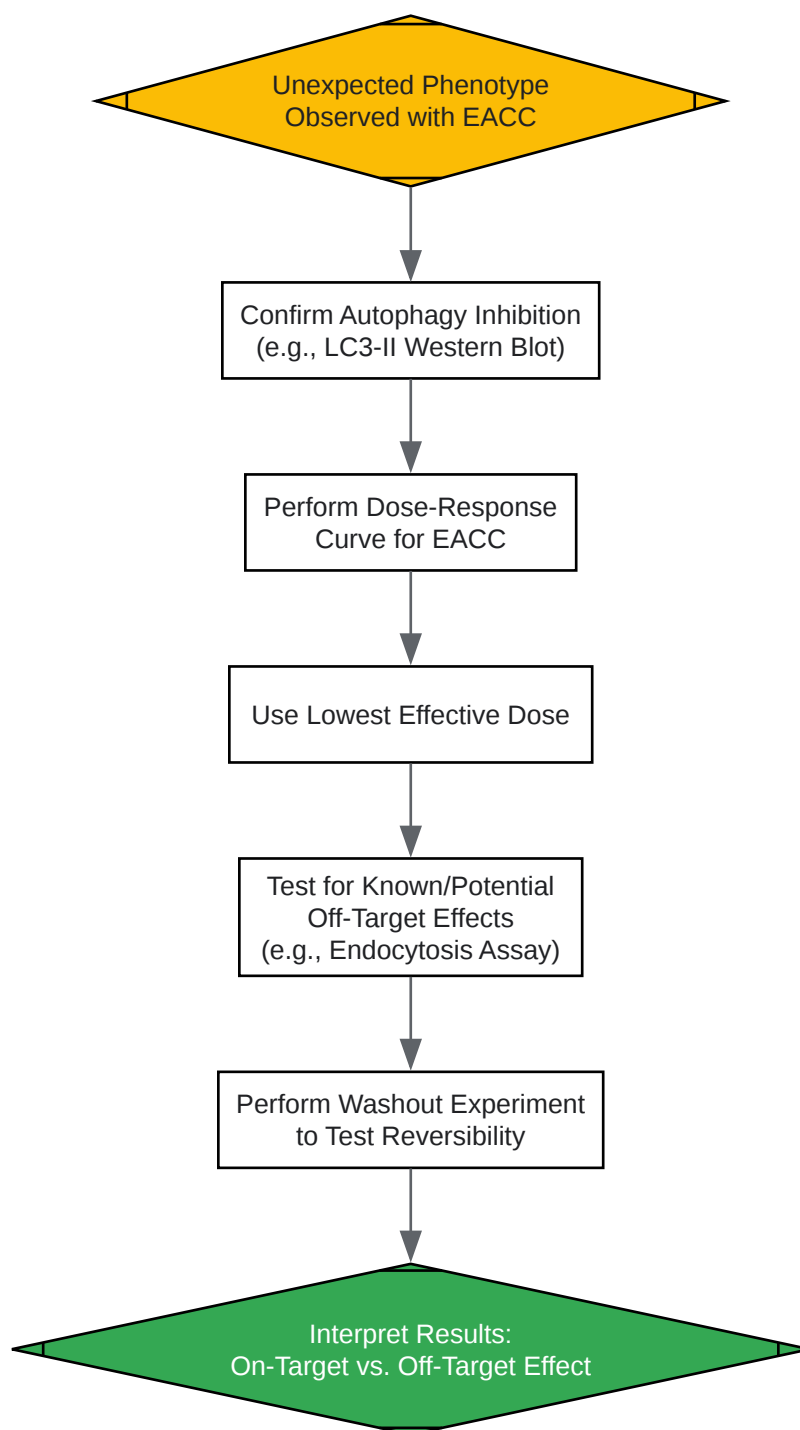 Unexpected Phenotype
Observed with EACC
Confirm Autophagy Inhibition
(e.g., LC3-II Western Blot)
Perform Dose-Response
Curve for EACC
Use Lowest Effective Dose
Test for Known/Potential
Off-Target Effects
(e.g., Endocytosis Assay)
Perform Washout Experiment
to Test Reversibility
Interpret Results:
On-Target vs. Off-Target Effect